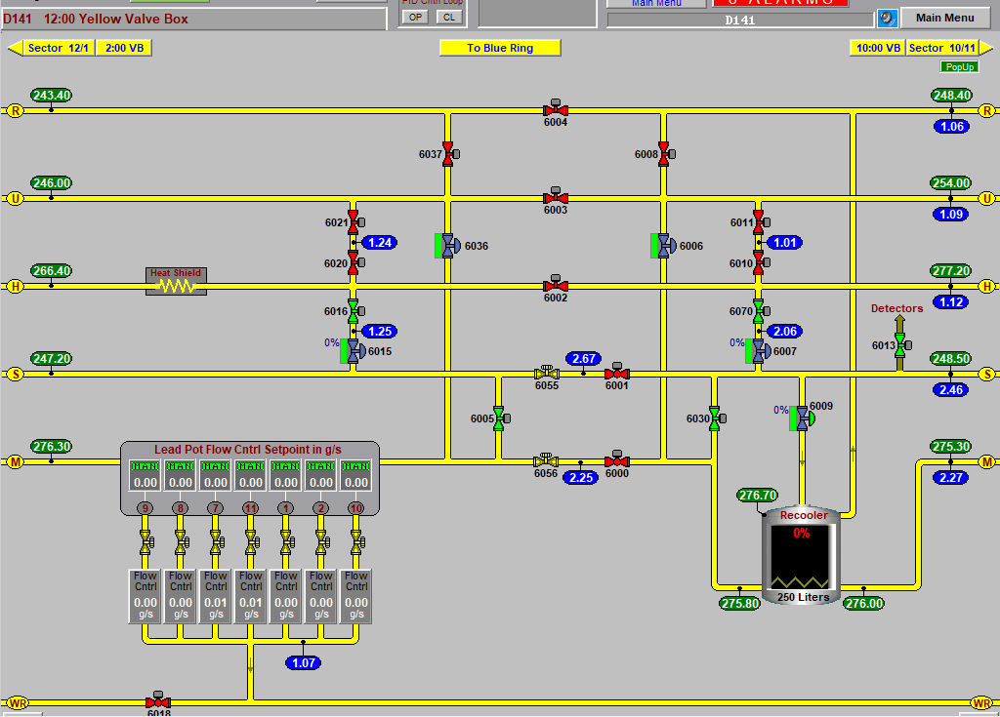 PID Cntrl Loop
Main Menu
0 ALARMS
D141 12:00 Yellow Valve Box
OP
CL
D141
Main Menu
Sector 12/1
2:00 VB
To Blue Ring
10:00 VB
Sector 10/11
PopUp
243.40
248.40
R
6004
R
1.06
6037
6008
246.00
254.00
U
6003
U
1.09
6021
6011
1.24
6036
6006
1.01
6020
6010
266.40
277.20
Heat Shield
H
6002
H
1.12
6016
6070
Detectors
1.25
2.06
0%
6015
0%
6007
6013
247.20
2.67
248.50
S
6055
6001
S
2.46
6005
6030
0%
6009
276.30
275.30
Lead Pot Flow Cntrl Setpoint in g/s
M
6056
6000
M
2.25
2.27
MAN MAN MAN MAN MAN MAN MAN
0.00 0.00 0.00 0.00 0.00 0.00 0.00
9 8 7 11 1 2 10
276.70
Recooler
0%
250 Liters
275.80
276.00
Flow Flow Flow Flow Flow Flow Flow
Cntrl Cntrl Cntrl Cntrl Cntrl Cntrl Cntrl
0.00 0.00 0.01 0.01 0.00 0.00 0.00
g/s g/s g/s g/s g/s g/s g/s
1.07
WR
WR
6018